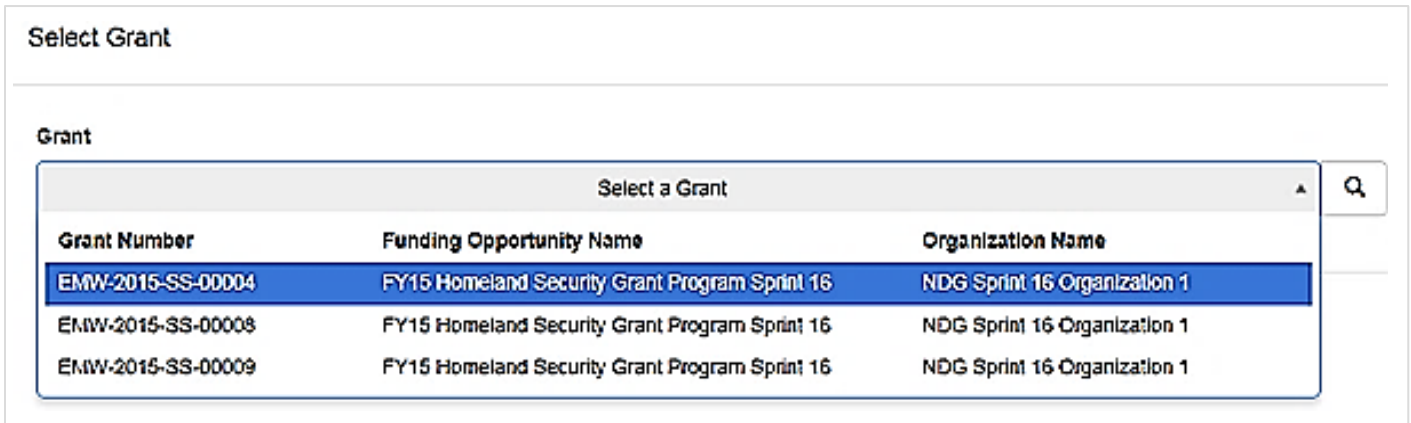 Select Grant
Grant
Select a Grant
Grant Number Funding Opportunity Name Organization Name
EMW-2015-SS-00004 FY15 Homeland Security Grant Program Sprint 16 NDG Sprint 16 Organization 1
EMW-2015-SS-00008 FY15 Homeland Security Grant Program Sprint 16 NDG Sprint 16 Organization 1
EMW-2015-SS-00009 FY15 Homeland Security Grant Program Sprint 16 NDG Sprint 16 Organization 1